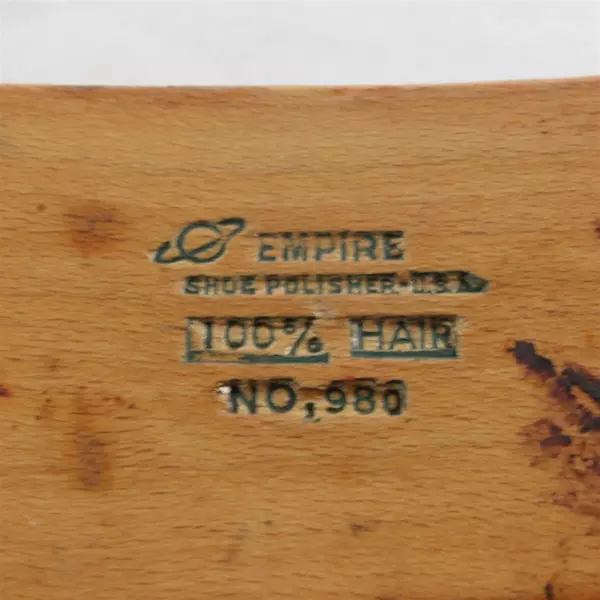 EMPIRE
SHOE POLISHER-U.S.A.
100% HAIR
NO, 980